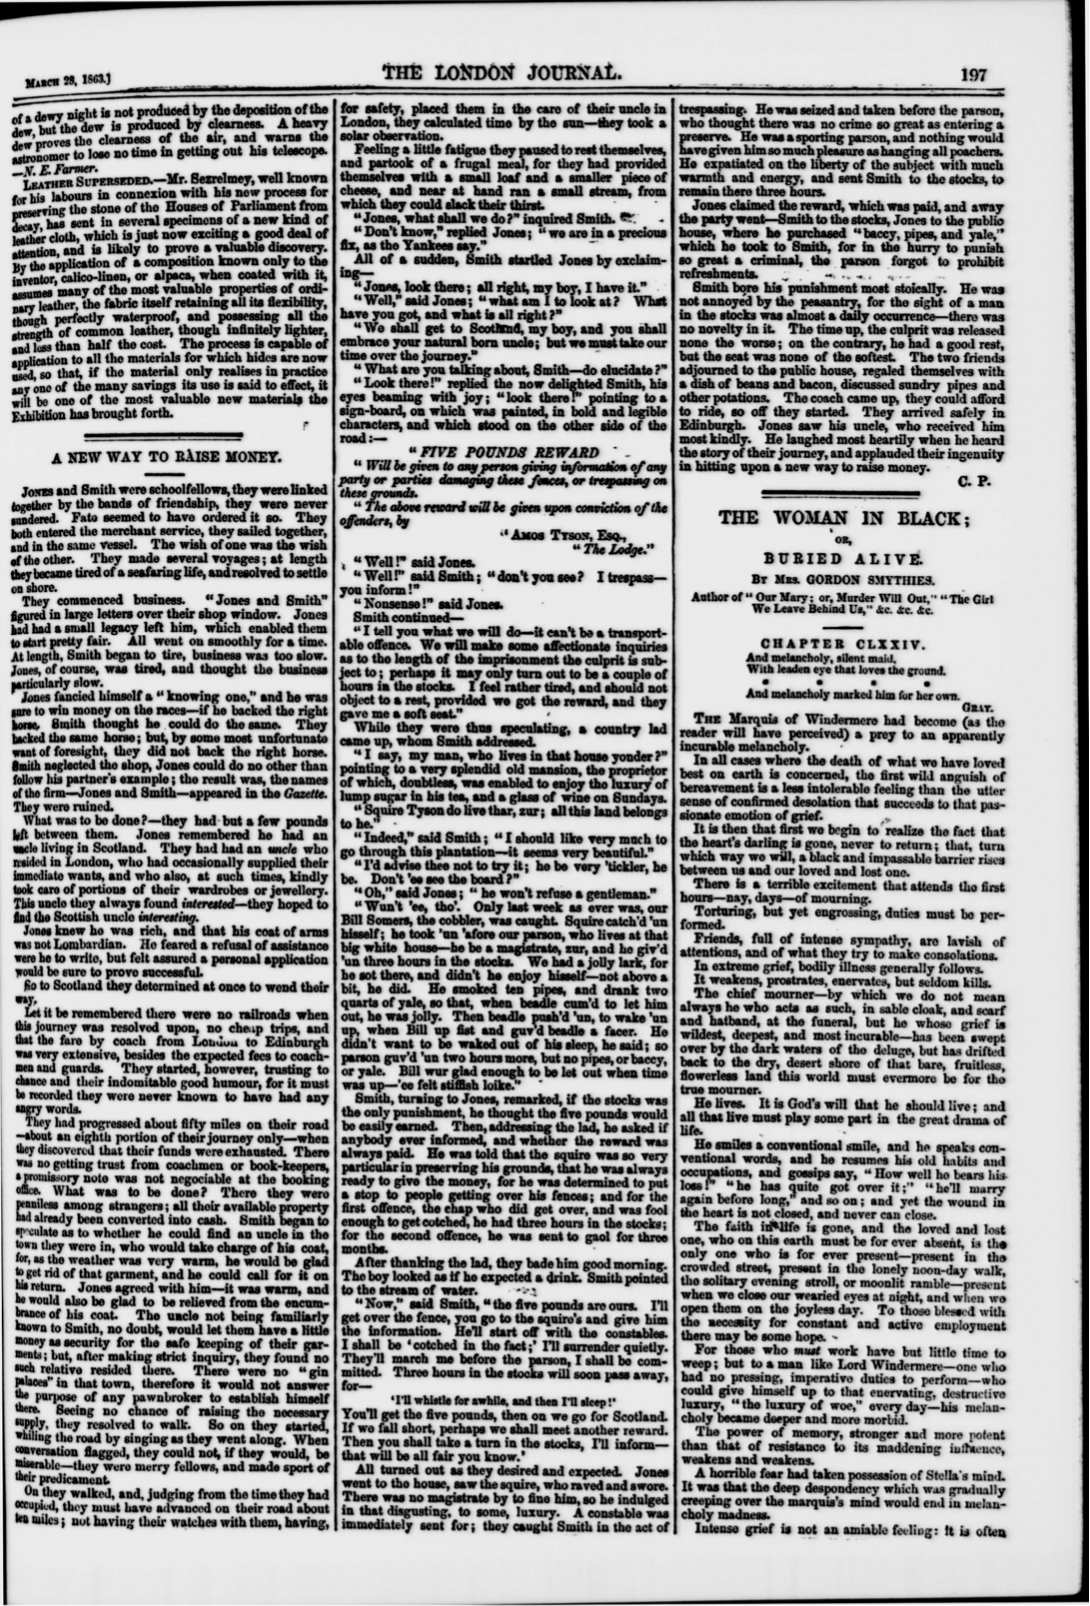 MARCH 28, 1863.]
THE LONDON JOURNAL.
197
of a dewy night is not produced by the deposition of the
dew, but the dew is produced by clearness. A heavy
dew proves the clearness of the air, and warns the
astronomer to lose no time in getting out his telescope.
—N. E. Farmer.
LEATHER SUPERSEDED.—Mr. Sezrelmey, well known
for his labours in connexion with his new process for
preserving the stone of the Houses of Parliament from
decay, has sent in several specimens of a new kind of
leather cloth, which is just now exciting a good deal of
attention, and is likely to prove a valuable discovery.
By the application of a composition known only to the
inventor, calico-linen, or alpaca, when coated with it,
assumes many of the most valuable properties of ordi-
nary leather, the fabric itself retaining all its flexibility,
though perfectly waterproof, and possessing all the
strength of common leather, though infinitely lighter,
and less than half the cost. The process is capable of
application to all the materials for which hides are now
used, so that, if the material only realises in practice
any one of the many savings its use is said to effect, it
will be one of the most valuable new materials the
Exhibition has brought forth.
A NEW WAY TO RAISE MONEY.
JONES and Smith were schoolfellows, they were linked
together by the bands of friendship, they were never
sundered. Fate seemed to have ordered it so. They
both entered the merchant service, they sailed together,
and in the same vessel. The wish of one was the wish
of the other. They made several voyages; at length
they became tired of a seafaring life, and resolved to settle
on shore.
They commenced business. "Jones and Smith"
figured in large letters over their shop window. Jones
had had a small legacy left him, which enabled them
to start pretty fair. All went on smoothly for a time.
At length, Smith began to tire, business was too slow.
Jones, of course, was tired, and thought the business
particularly slow.
Jones fancied himself a "knowing one," and he was
sure to win money on the races—if he backed the right
horse. Smith thought he could do the same. They
backed the same horse; but, by some most unfortunate
want of foresight, they did not back the right horse.
Smith neglected the shop, Jones could do no other than
follow his partner's example; the result was, the names
of the firm—Jones and Smith—appeared in the Gazette.
They were ruined.
What was to be done?—they had but a few pounds
left between them. Jones remembered he had an
uncle living in Scotland. They had had an uncle who
resided in London, who had occasionally supplied their
immediate wants, and who also, at such times, kindly
took care of portions of their wardrobes or jewellery.
This uncle they always found interested—they hoped to
find the Scottish uncle interesting.
Jones knew he was rich, and that his coat of arms
was not Lombardian. He feared a refusal of assistance
were he to write, but felt assured a personal application
would be sure to prove successful.
So to Scotland they determined at once to wend their
way.
Let it be remembered there were no railroads when
this journey was resolved upon, no cheap trips, and
that the fare by coach from London to Edinburgh
was very extensive, besides the expected fees to coach-
men and guards. They started, however, trusting to
chance and their indomitable good humour, for it must
be recorded they were never known to have had any
angry words.
They had progressed about fifty miles on their road
—about an eighth portion of their journey only—when
they discovered that their funds were exhausted. There
was no getting trust from coachmen or book-keepers,
a promissory note was not negociable at the booking
office. What was to be done? There they were
penniless among strangers; all their available property
had already been converted into cash. Smith began to
speculate as to whether he could find an uncle in the
town they were in, who would take charge of his coat,
for, as the weather was very warm, he would be glad
to get rid of that garment, and he could call for it on
his return. Jones agreed with him—it was warm, and
he would also be glad to be relieved from the encum-
brance of his coat. The uncle not being familiarly
known to Smith, no doubt, would let them have a little
money as security for the safe keeping of their gar-
ments; but, after making strict inquiry, they found no
such relative resided there. There were no "gin
palaces" in that town, therefore it would not answer
the purpose of any pawnbroker to establish himself
there. Seeing no chance of raising the necessary
supply, they resolved to walk. So on they started,
whiling the road by singing as they went along. When
conversation flagged, they could not, if they would, be
miserable—they were merry fellows, and made sport of
their predicament.
On they walked, and, judging from the time they had
occupied, they must have advanced on their road about
ten miles; not having their watches with them, having,
for safety, placed them in the care of their uncle in
London, they calculated time by the sun—they took a
solar observation.
Feeling a little fatigue they paused to rest themselves,
and partook of a frugal meal, for they had provided
themselves with a small loaf and a smaller piece of
cheese, and near at hand ran a small stream, from
which they could slack their thirst.
"Jones, what shall we do?" inquired Smith.
"Don't know," replied Jones; "we are in a precious
fix, as the Yankees say."
All of a sudden, Smith startled Jones by exclaim-
ing—
"Jones, look there; all right, my boy, I have it."
"Well," said Jones; "what am I to look at? What
have you got, and what is all right?"
"We shall get to Scotland, my boy, and you shall
embrace your natural born uncle; but we must take our
time over the journey."
"What are you talking about, Smith—do elucidate?"
"Look there!" replied the now delighted Smith, his
eyes beaming with joy; "look there!" pointing to a
sign-board, on which was painted, in bold and legible
characters, and which stood on the other side of the
road:—
"FIVE POUNDS REWARD
"Will be given to any person giving information of any
party or parties damaging these fences, or trespassing on
these grounds.
"The above reward will be given upon conviction of the
offenders, by
"AMOS TYSON, ESQ.,
"The Lodge."
"Well!" said Jones.
"Well!" said Smith; "don't you see? I trespass—
you inform!"
"Nonsense!" said Jones.
Smith continued—
"I tell you what we will do—it can't be a transport-
able offence. We will make some affectionate inquiries
as to the length of the imprisonment the culprit is sub-
ject to; perhaps it may only turn out to be a couple of
hours in the stocks. I feel rather tired, and should not
object to a rest, provided we got the reward, and they
gave me a soft seat."
While they were thus speculating, a country lad
came up, whom Smith addressed.
"I say, my man, who lives in that house yonder?"
pointing to a very splendid old mansion, the proprietor
of which, doubtless, was enabled to enjoy the luxury of
lump sugar in his tea, and a glass of wine on Sundays.
"Squire Tyson do live thar, zur; all this land belongs
to he."
"Indeed," said Smith; "I should like very much to
go through this plantation—it seems very beautiful."
"I'd advise thee not to try it; he be very 'tickler, he
be. Don't 'ee see the board?"
"Oh," said Jones; "he won't refuse a gentleman."
"Wun't 'ee, tho'. Only last week as ever was, our
Bill Somers, the cobbler, was caught. Squire catch'd 'un
hisself; he took 'un 'afore our parson, who lives at that
big white house—he be a magistrate, zur, and he giv'd
'un three hours in the stocks. We had a jolly lark, for
he sot there, and didn't he enjoy hisself—not above a
bit, he did. He smoked ten pipes, and drank two
quarts of yale, so that, when beadle cum'd to let him
out, he was jolly. Then beadle push'd 'un, to wake 'un
up, when Bill up fist and guv'd beadle a facer. He
didn't want to be waked out of his sleep, he said; so
parson guv'd 'un two hours more, but no pipes, or baccy,
or yale. Bill wur glad enough to be let out when time
was up—'ee felt stiffish loike."
Smith, turning to Jones, remarked, if the stocks was
the only punishment, he thought the five pounds would
be easily earned. Then, addressing the lad, he asked if
anybody ever informed, and whether the reward was
always paid. He was told that the squire was so very
particular in preserving his grounds, that he was always
ready to give the money, for he was determined to put
a stop to people getting over his fences; and for the
first offence, the chap who did get over, and was fool
enough to get cotched, he had three hours in the stocks;
for the second offence, he was sent to gaol for three
months.
After thanking the lad, they bade him good morning.
The boy looked as if he expected a drink. Smith pointed
to the stream of water.
"Now," said Smith, "the five pounds are ours. I'll
get over the fence, you go to the squire's and give him
the information. He'll start off with the constables.
I shall be 'cotched in the fact;' I'll surrender quietly.
They'll march me before the parson, I shall be com-
mitted. Three hours in the stocks will soon pass away,
for—
'I'll whistle for awhile, and then I'll sleep!'
You'll get the five pounds, then on we go for Scotland.
If we fall short, perhaps we shall meet another reward.
Then you shall take a turn in the stocks, I'll inform—
that will be all fair you know.'
All turned out as they desired and expected. Jones
went to the house, saw the squire, who raved and swore.
There was no magistrate by to fine him, so he indulged
in that disgusting, to some, luxury. A constable was
immediately sent for; they caught Smith in the act of
trespassing. He was seized and taken before the parson,
who thought there was no crime so great as entering a
preserve. He was a sporting parson, and nothing would
have given him so much pleasure as hanging all poachers.
He expatiated on the liberty of the subject with much
warmth and energy, and sent Smith to the stocks, to
remain there three hours.
Jones claimed the reward, which was paid, and away
the party went—Smith to the stocks, Jones to the public
house, where he purchased "baccy, pipes, and yale,"
which he took to Smith, for in the hurry to punish
so great a criminal, the parson forgot to prohibit
refreshments.
Smith bore his punishment most stoically. He was
not annoyed by the peasantry, for the sight of a man
in the stocks was almost a daily occurrence—there was
no novelty in it. The time up, the culprit was released
none the worse; on the contrary, he had a good rest,
but the seat was none of the softest. The two friends
adjourned to the public house, regaled themselves with
a dish of beans and bacon, discussed sundry pipes and
other potations. The coach came up, they could afford
to ride, so off they started. They arrived safely in
Edinburgh. Jones saw his uncle, who received him
most kindly. He laughed most heartily when he heard
the story of their journey, and applauded their ingenuity
in hitting upon a new way to raise money.
C. P.
THE WOMAN IN BLACK;
OR,
BURIED ALIVE.
BY MRS. GORDON SMYTHIES.
Author of "Our Mary; or, Murder Will Out," "The Girl
We Leave Behind Us," &c. &c. &c.
CHAPTER CLXXIV.
And melancholy, silent maid,
With leaden eye that loves the ground.
* * * *
And melancholy marked him for her own.
GRAY.
THE Marquis of Windermere had become (as the
reader will have perceived) a prey to an apparently
incurable melancholy.
In all cases where the death of what we have loved
best on earth is concerned, the first wild anguish of
bereavement is a less intolerable feeling than the utter
sense of confirmed desolation that succeeds to that pas-
sionate emotion of grief.
It is then that first we begin to realize the fact that
the heart's darling is gone, never to return; that, turn
which way we will, a black and impassable barrier rises
between us and our loved and lost one.
There is a terrible excitement that attends the first
hours—nay, days—of mourning.
Torturing, but yet engrossing, duties must be per-
formed.
Friends, full of intense sympathy, are lavish of
attentions, and of what they try to make consolations.
In extreme grief, bodily illness generally follows.
It weakens, prostrates, enervates, but seldom kills.
The chief mourner—by which we do not mean
always he who acts as such, in sable cloak, and scarf
and hatband, at the funeral, but he whose grief is
wildest, deepest, and most incurable—has been swept
over by the dark waters of the deluge, but has drifted
back to the dry, desert shore of that bare, fruitless,
flowerless land this world must evermore be for the
true mourner.
He lives. It is God's will that he should live; and
all that live must play some part in the great drama of
life.
He smiles a conventional smile, and he speaks con-
ventional words, and he resumes his old habits and
occupations, and gossips say, "How well he bears his
loss!" "he has quite got over it;" "he'll marry
again before long," and so on; and yet the wound in
the heart is not closed, and never can close.
The faith in life is gone, and the loved and lost
one, who on this earth must be for ever absent, is the
only one who is for ever present—present in the
crowded street, present in the lonely noon-day walk,
the solitary evening stroll, or moonlit ramble—present
when we close our wearied eyes at night, and when we
open them on the joyless day. To those blessed with
the necessity for constant and active employment
there may be some hope.
For those who must work have but little time to
weep; but to a man like Lord Windermere—one who
had no pressing, imperative duties to perform—who
could give himself up to that enervating, destructive
luxury, "the luxury of woe," every day—his melan-
choly became deeper and more morbid.
The power of memory, stronger and more potent
than that of resistance to its maddening influence,
weakens and weakens.
A horrible fear had taken possession of Stella's mind.
It was that the deep despondency which was gradually
creeping over the marquis's mind would end in melan-
choly madness.
Intense grief is not an amiable feeling: it is often